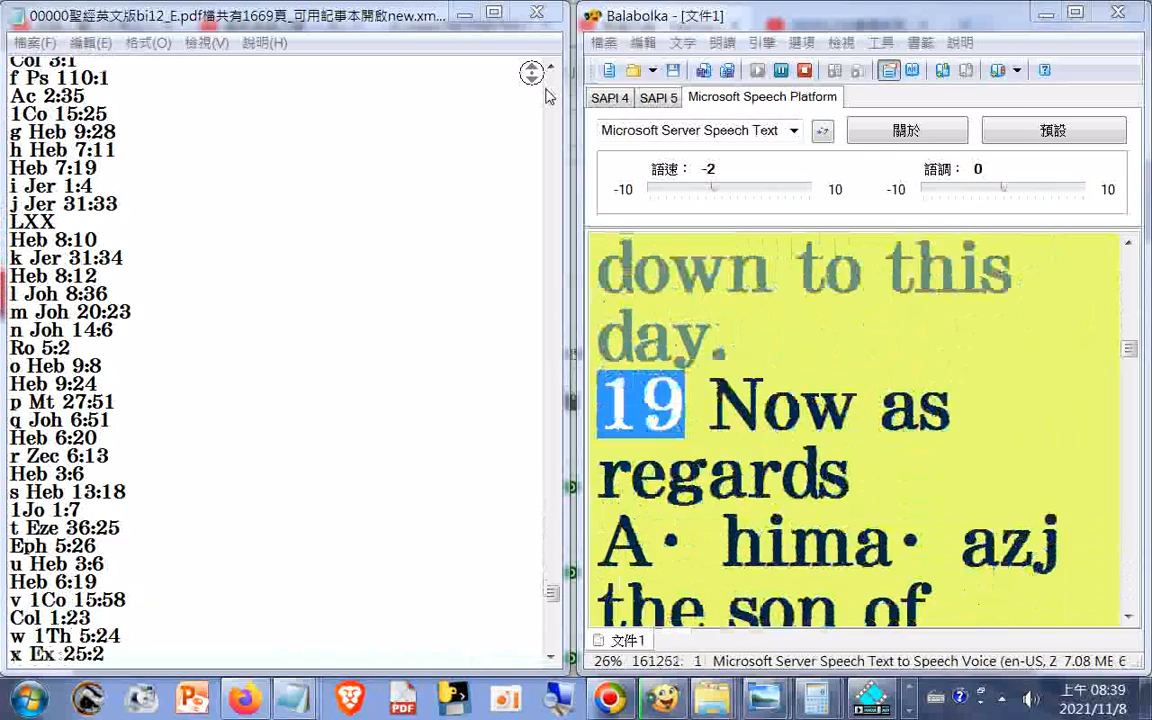 00000聖經英文版bi12_E.pdf檔共有1669頁_可用記事本開啟new.xm...
檔案(F) 編輯(E) 格式(O) 檢視(V) 說明(H)
Col 3:1
f Ps 110:1
Ac 2:35
1Co 15:25
g Heb 9:28
h Heb 7:11
Heb 7:19
i Jer 1:4
j Jer 31:33
LXX
Heb 8:10
k Jer 31:34
Heb 8:12
l Joh 8:36
m Joh 20:23
n Joh 14:6
Ro 5:2
o Heb 9:8
Heb 9:24
p Mt 27:51
q Joh 6:51
Heb 6:20
r Zec 6:13
Heb 3:6
s Heb 13:18
1Jo 1:7
t Eze 36:25
Eph 5:26
u Heb 3:6
Heb 6:19
v 1Co 15:58
Col 1:23
w 1Th 5:24
x Ex 25:2
Balabolka - [文件1]
檔案 編輯 文字 朗讀 引擎 選項 檢視 工具 書籤 說明
SAPI 4 SAPI 5 Microsoft Speech Platform
Microsoft Server Speech Text 關於 預設
語速： -2 語調： 0
-10 10 -10 10
down to this
day.
19 Now as
regards
A· hima· azj
the son of
文件1
26% 161252: 1 Microsoft Server Speech Text to Speech Voice (en-US, Z 7.08 MB 6
PDF
上午 08:39
2021/11/8